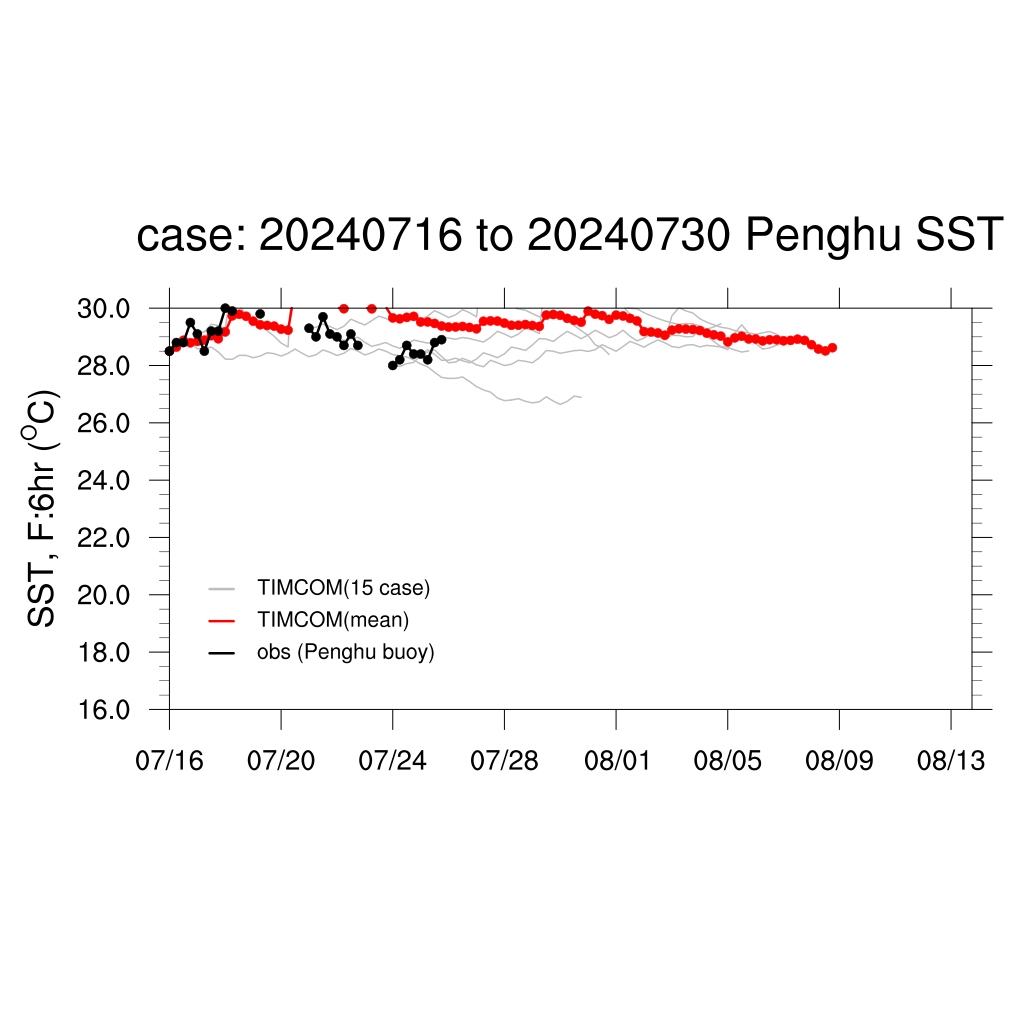 case: 20240716 to 20240730 Penghu SST
30.0
28.0
26.0
24.0
22.0
20.0
18.0
16.0
SST, F:6hr (°C)
TIMCOM(15 case)
TIMCOM(mean)
obs (Penghu buoy)
07/16 07/20 07/24 07/28 08/01 08/05 08/09 08/13